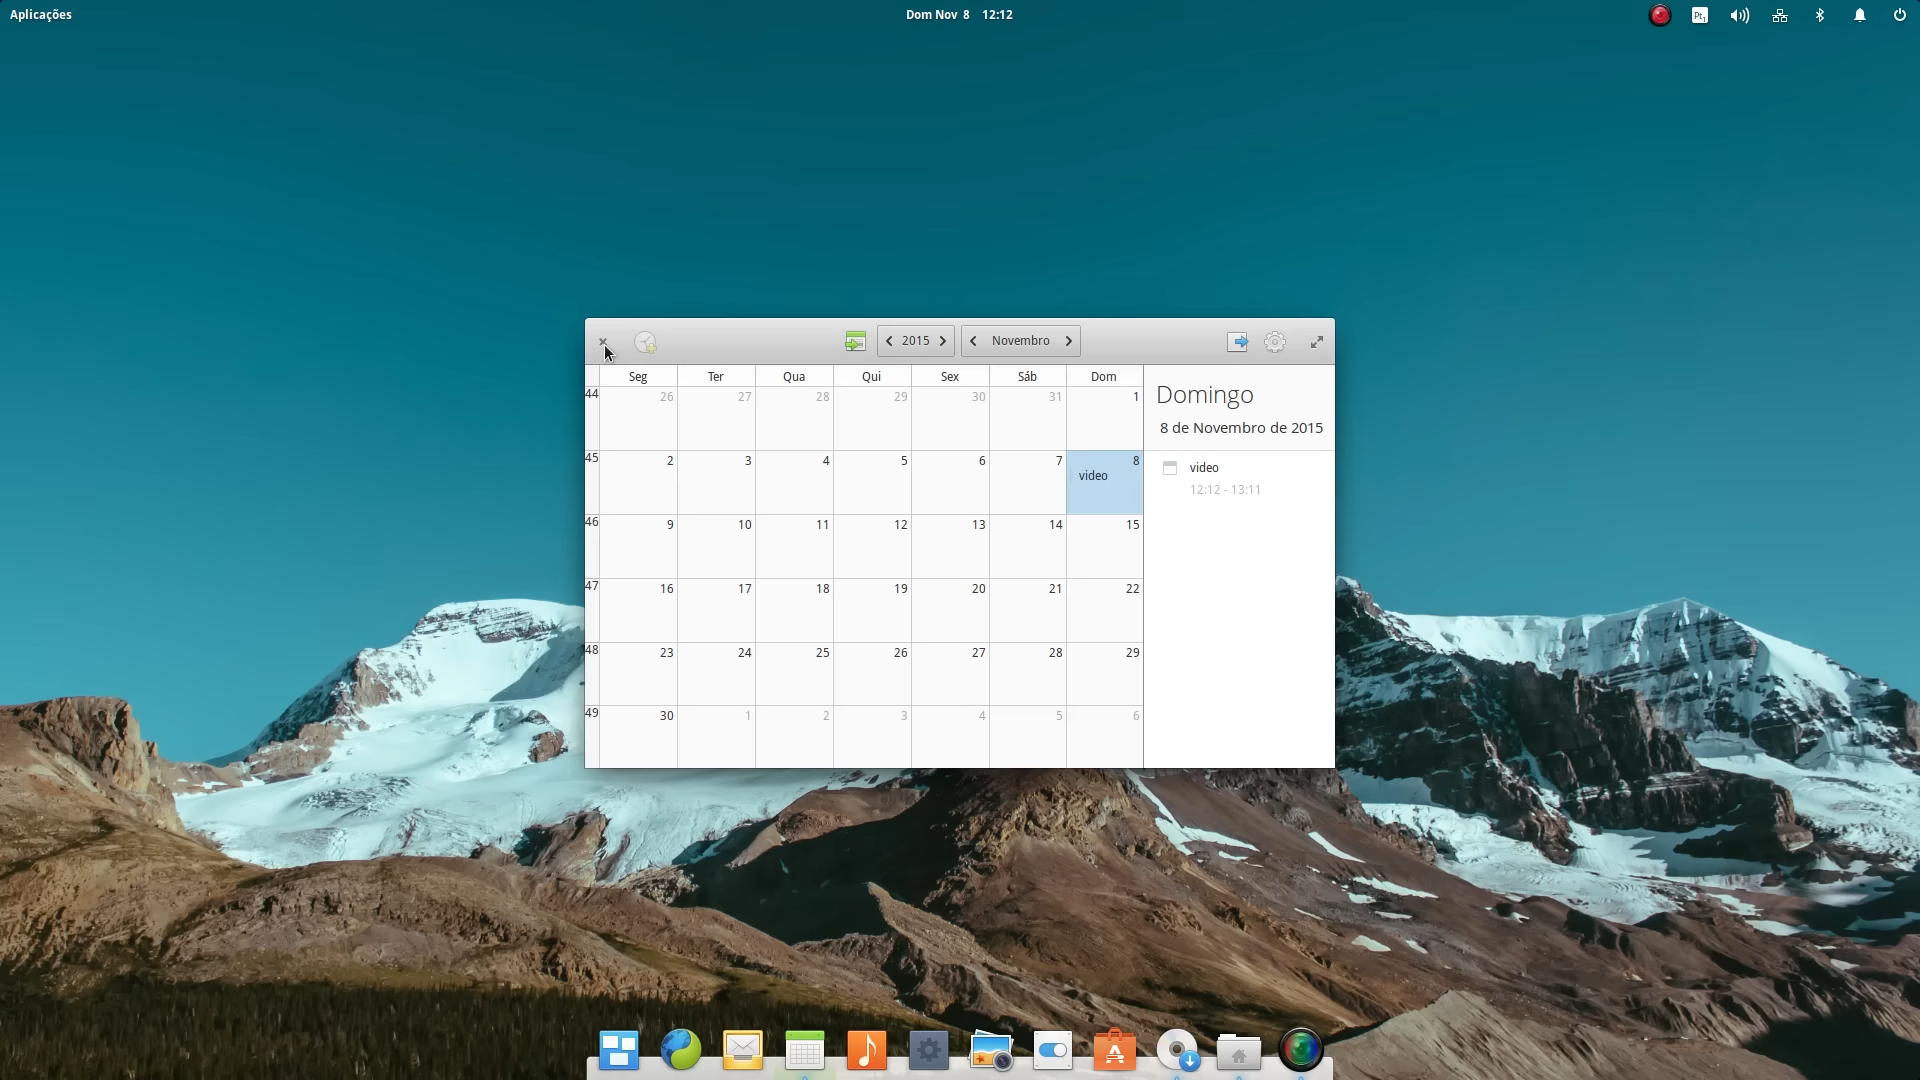 Aplicações
Dom Nov 8 12:12
Pt₁
2015 Novembro
Seg Ter Qua Qui Sex Sáb Dom
44 26 27 28 29 30 31 1
45 2 3 4 5 6 7 8
video
46 9 10 11 12 13 14 15
47 16 17 18 19 20 21 22
48 23 24 25 26 27 28 29
49 30 1 2 3 4 5 6
Domingo
8 de Novembro de 2015
video
12:12 - 13:11